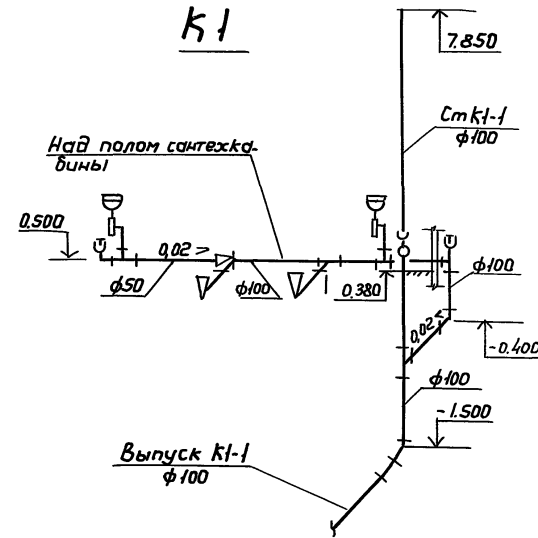 К1
7.850
Ст К1-1
ф100
Над полом сантехка-
бины
0.500
0,02 >
ф50
ф100
0.380
ф100
0,02 <
-0.400
ф100
-1.500
Выпуск К1-1
ф100